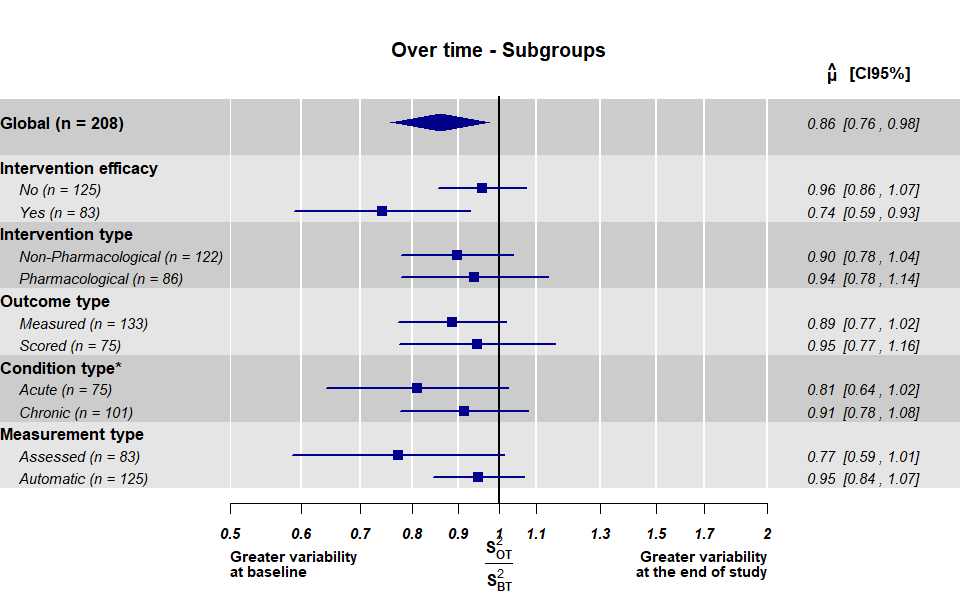 Over time - Subgroups
μ̂ [CI95%]
Global (n = 208) 0.86 [0.76 , 0.98]
Intervention efficacy
No (n = 125) 0.96 [0.86 , 1.07]
Yes (n = 83) 0.74 [0.59 , 0.93]
Intervention type
Non-Pharmacological (n = 122) 0.90 [0.78 , 1.04]
Pharmacological (n = 86) 0.94 [0.78 , 1.14]
Outcome type
Measured (n = 133) 0.89 [0.77 , 1.02]
Scored (n = 75) 0.95 [0.77 , 1.16]
Condition type*
Acute (n = 75) 0.81 [0.64 , 1.02]
Chronic (n = 101) 0.91 [0.78 , 1.08]
Measurement type
Assessed (n = 83) 0.77 [0.59 , 1.01]
Automatic (n = 125) 0.95 [0.84 , 1.07]
0.5 0.6 0.7 0.8 0.9 1 1.1 1.3 1.5 1.7 2
Greater variability
at baseline
S²OT
S²BT
Greater variability
at the end of study